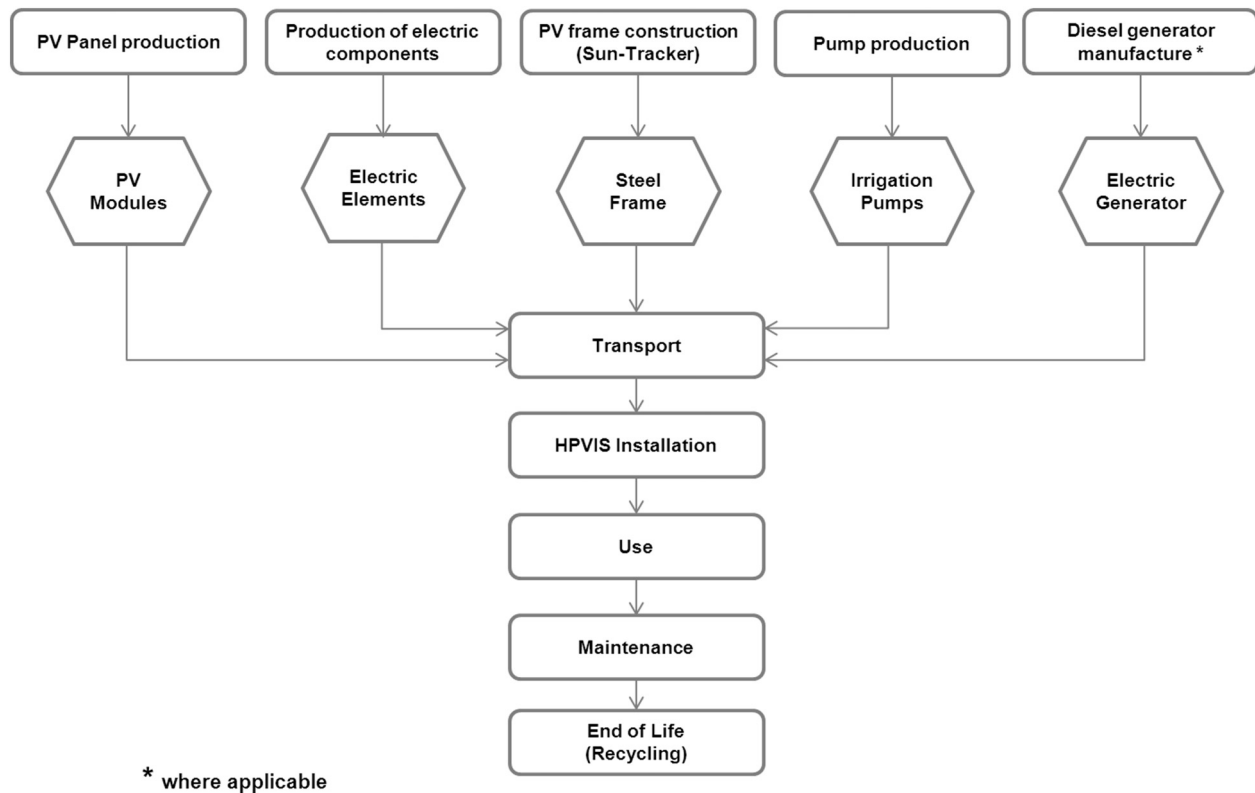 PV Panel production
Production of electric
components
PV frame construction
(Sun-Tracker)
Pump production
Diesel generator
manufacture *
PV
Modules
Electric
Elements
Steel
Frame
Irrigation
Pumps
Electric
Generator
Transport
HPVIS Installation
Use
Maintenance
End of Life
(Recycling)
* where applicable